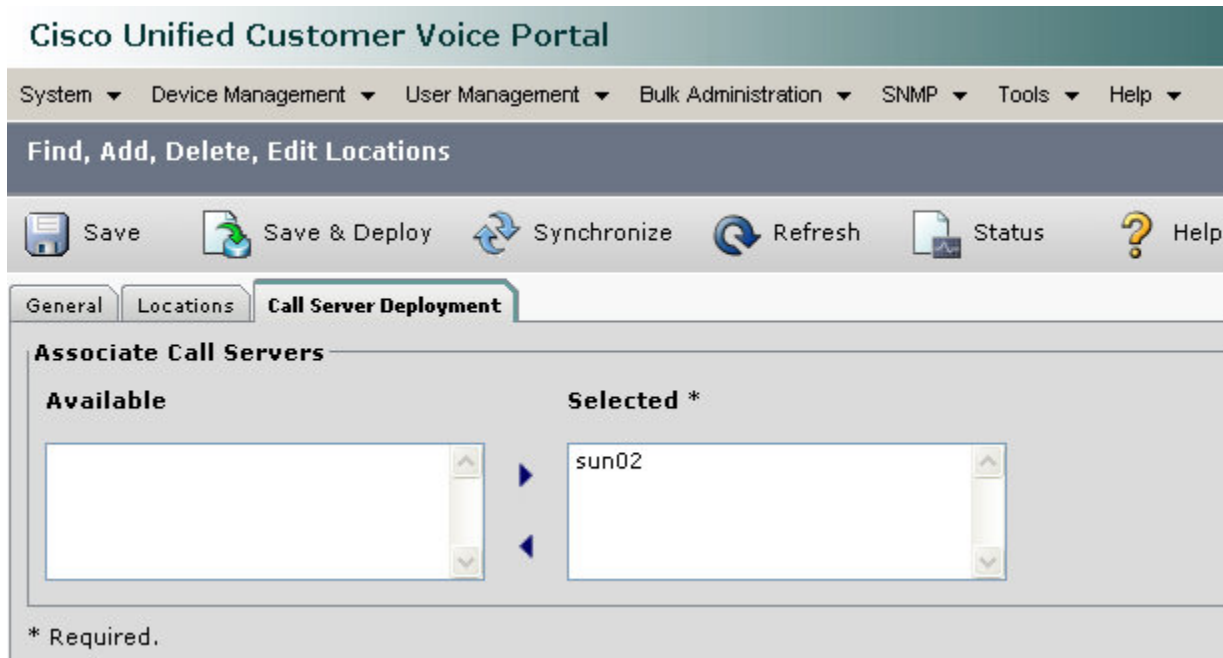 Cisco Unified Customer Voice Portal
System Device Management User Management Bulk Administration SNMP Tools Help
Find, Add, Delete, Edit Locations
Save Save & Deploy Synchronize Refresh Status Help
General Locations Call Server Deployment
Associate Call Servers
Available Selected *
sun02
* Required.